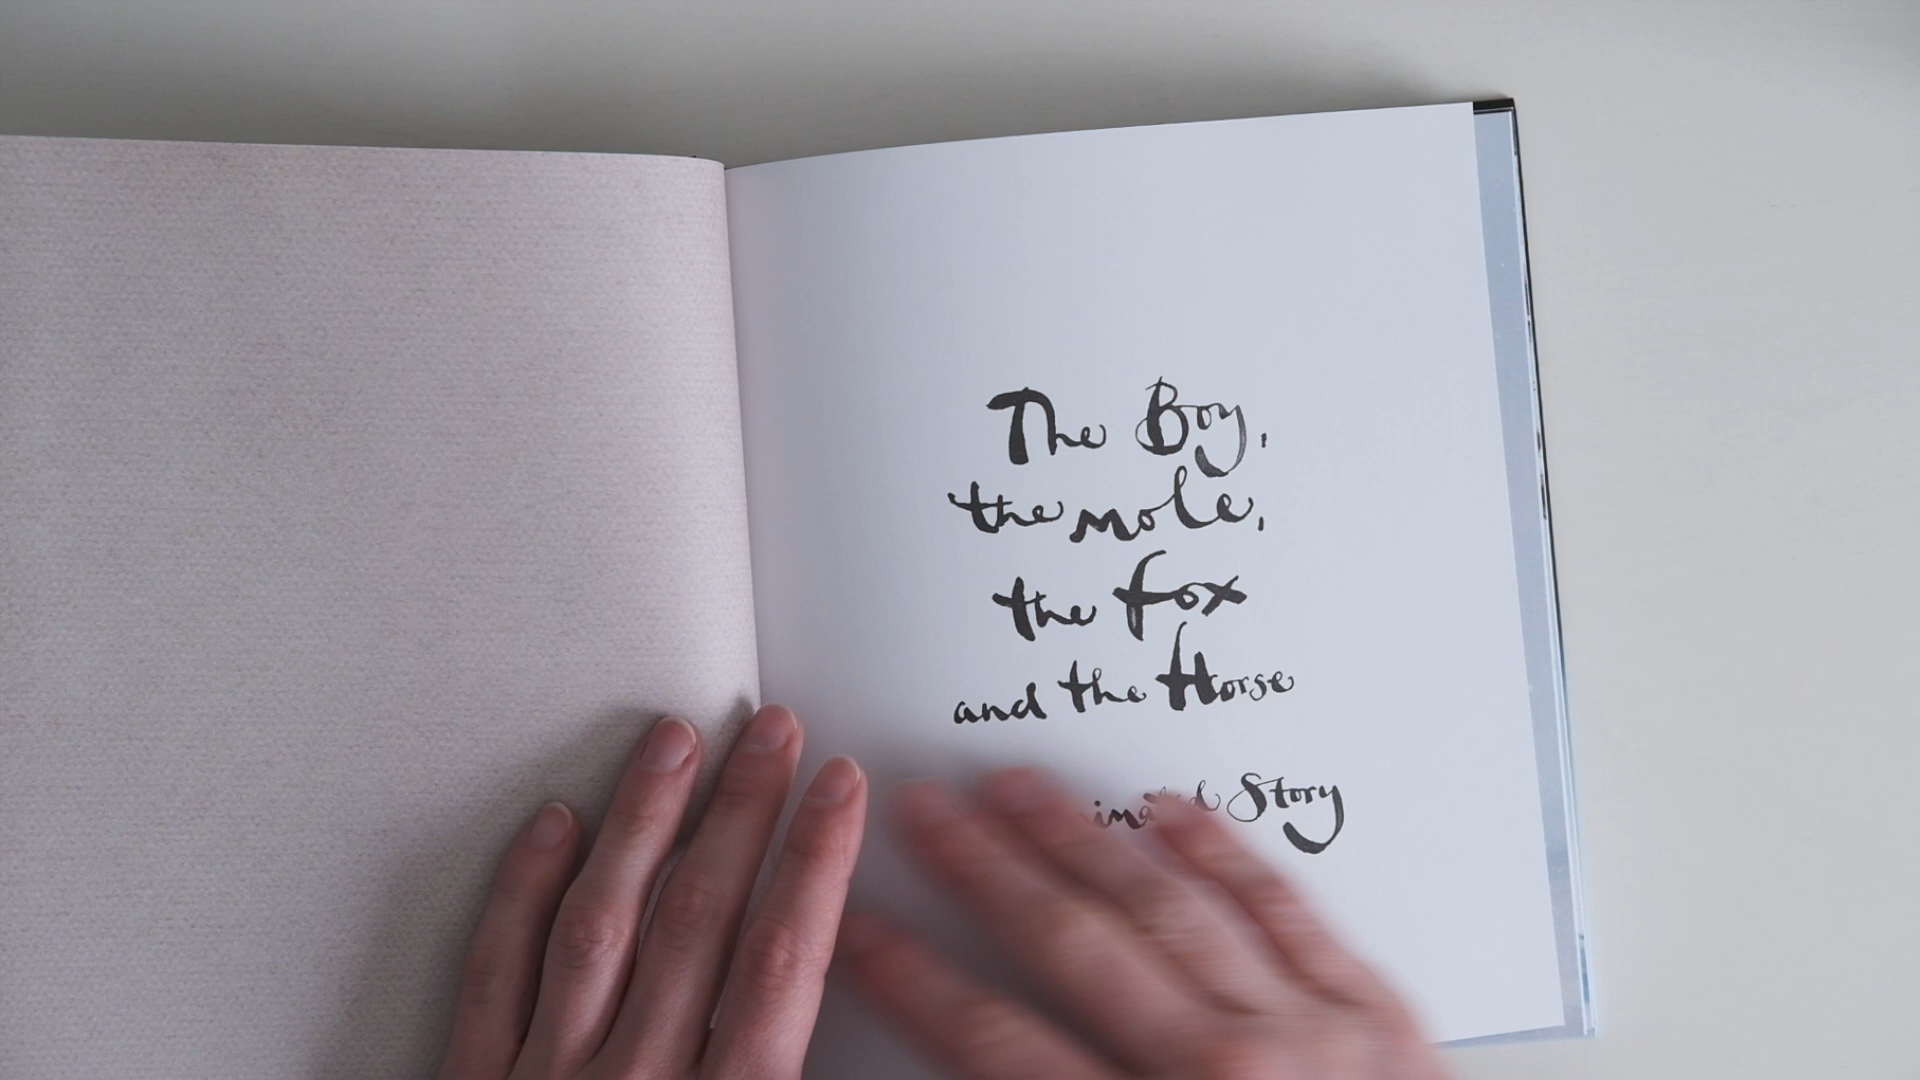 The Boy,
the mole,
the fox
and the Horse
Story